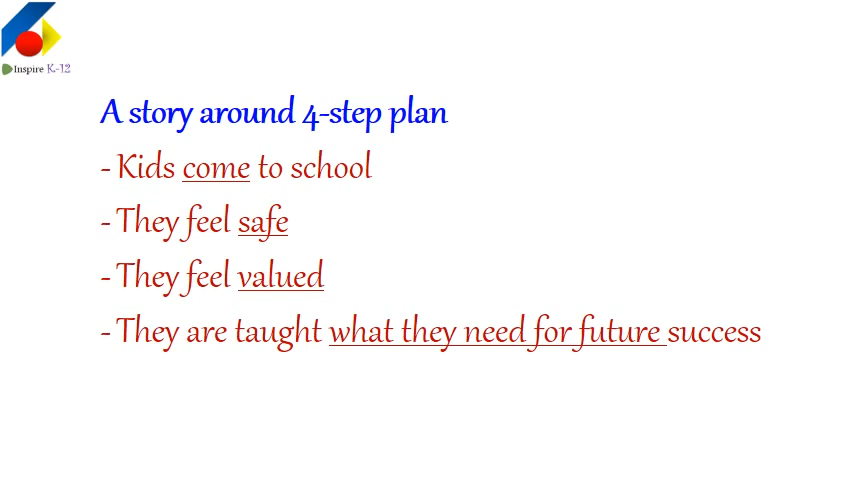 Inspire K-12
A story around 4-step plan
- Kids come to school
- They feel safe
- They feel valued
- They are taught what they need for future success